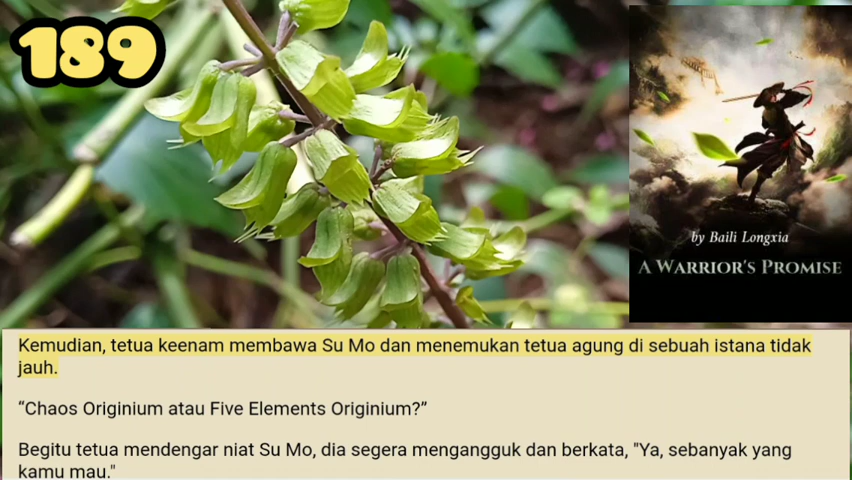 189
by Baili Longxia
A Warrior's Promise
Kemudian, tetua keenam membawa Su Mo dan menemukan tetua agung di sebuah istana tidak
jauh.
“Chaos Originium atau Five Elements Originium?”
Begitu tetua mendengar niat Su Mo, dia segera mengangguk dan berkata, "Ya, sebanyak yang
kamu mau."